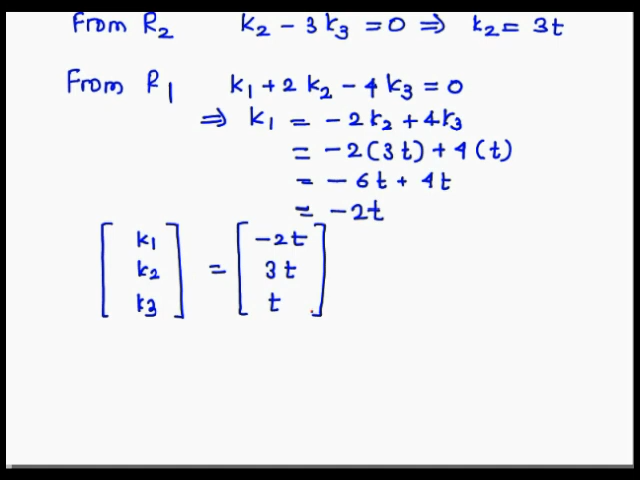 From R2 k2 - 3k3 = 0 ⇒ k2 = 3t
From R1 k1 + 2k2 - 4k3 = 0
⇒ k1 = -2k2 + 4k3
= -2(3t) + 4(t)
= -6t + 4t
= -2t
[k1] [-2t]
[k2] = [3t]
[k3] [t]